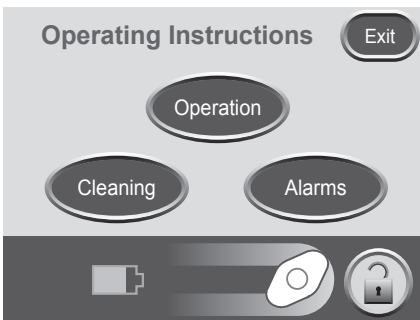 Operating Instructions
Exit
Operation
Cleaning
Alarms